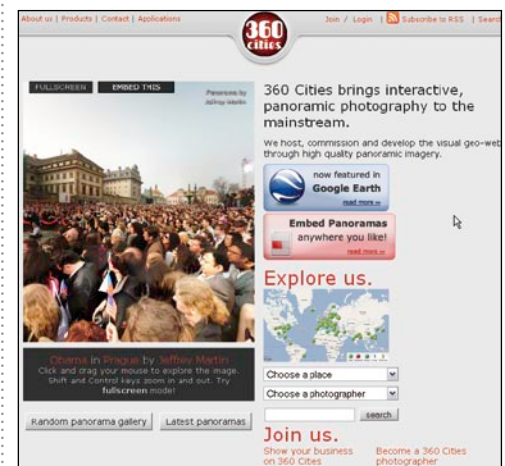 About us | Products | Contact | Applications
360
cities
Join / Login | Subscribe to RSS | Search
FULLSCREEN
EMBED THIS
Panorama by
Jeffrey Martin
360 Cities brings interactive,
panoramic photography to the
mainstream.
We host, commission and develop the visual geo-web
through high quality panoramic imagery.
now featured in
Google Earth
read more »
Embed Panoramas
anywhere you like!
read more »
Explore us.
Obama in Prague by Jeffrey Martin
Click and drag your mouse to explore the image.
Shift and Control keys zoom in and out. Try
fullscreen mode!
Random panorama gallery
Latest panoramas
Choose a place
Choose a photographer
search
Join us.
Show your business
on 360 Cities
Become a 360 Cities
photographer